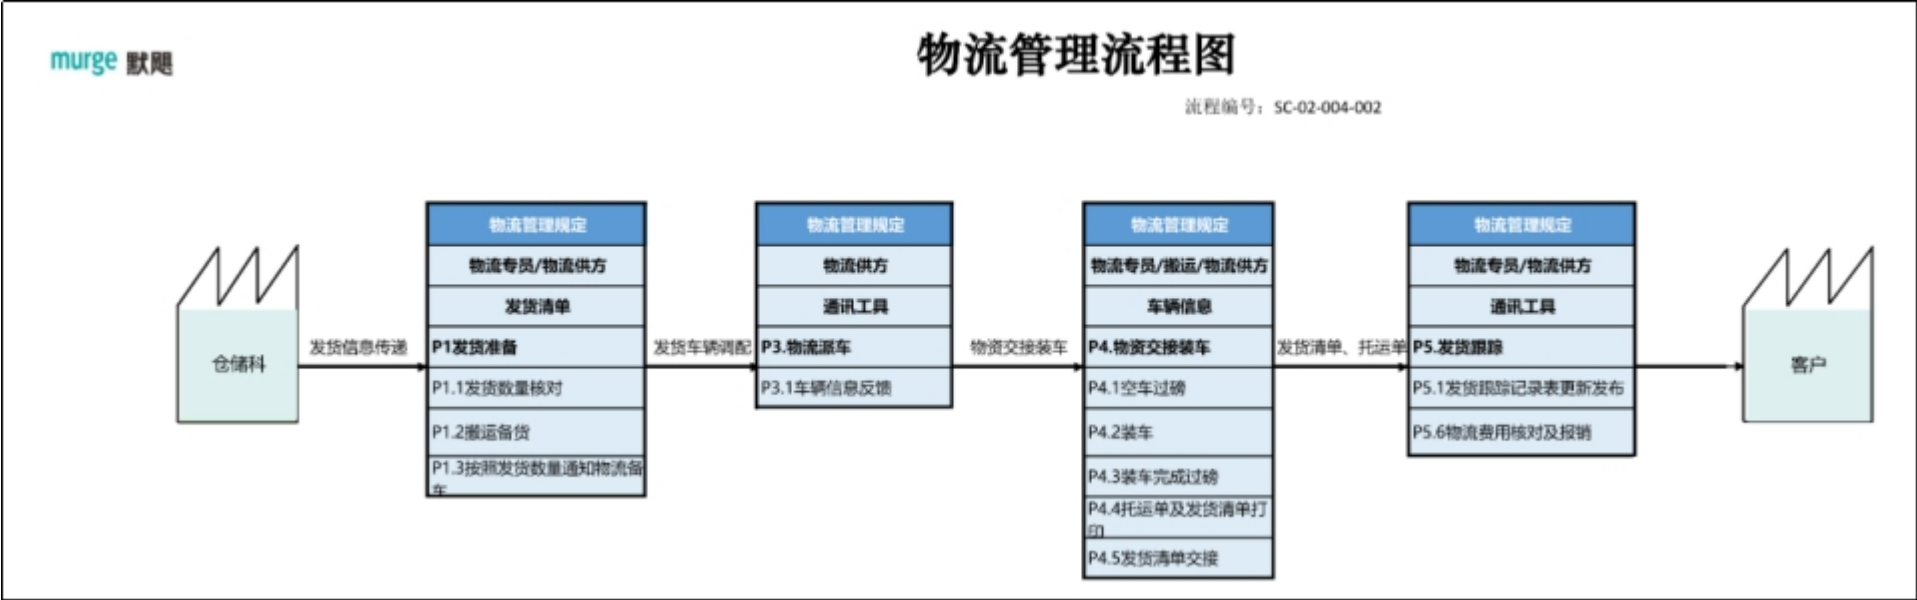 murge 默飓
物流管理流程图
流程编号：SC-02-004-002
仓储科
发货信息传递
物流管理规定
物流专员/物流供方
发货清单
P1发货准备
P1.1发货数量核对
P1.2搬运备货
P1.3按照发货数量通知物流备
车
发货车辆调配
物流管理规定
物流供方
通讯工具
P3.物流派车
P3.1车辆信息反馈
物资交接装车
物流管理规定
物流专员/搬运/物流供方
车辆信息
P4.物资交接装车
P4.1空车过磅
P4.2装车
P4.3装车完成过磅
P4.4托运单及发货清单打
印
P4.5发货清单交接
发货清单、托运单
物流管理规定
物流专员/物流供方
通讯工具
P5.发货跟踪
P5.1发货跟踪记录表更新发布
P5.6物流费用核对及报销
客户